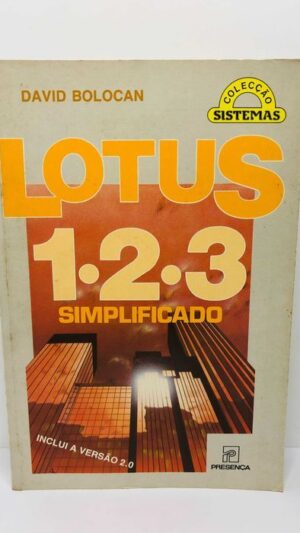 DAVID BOLOCAN
COLECÇÃO
SISTEMAS
LOTUS
1·2·3
SIMPLIFICADO
INCLUI A VERSÃO 2.0
PRESENÇA